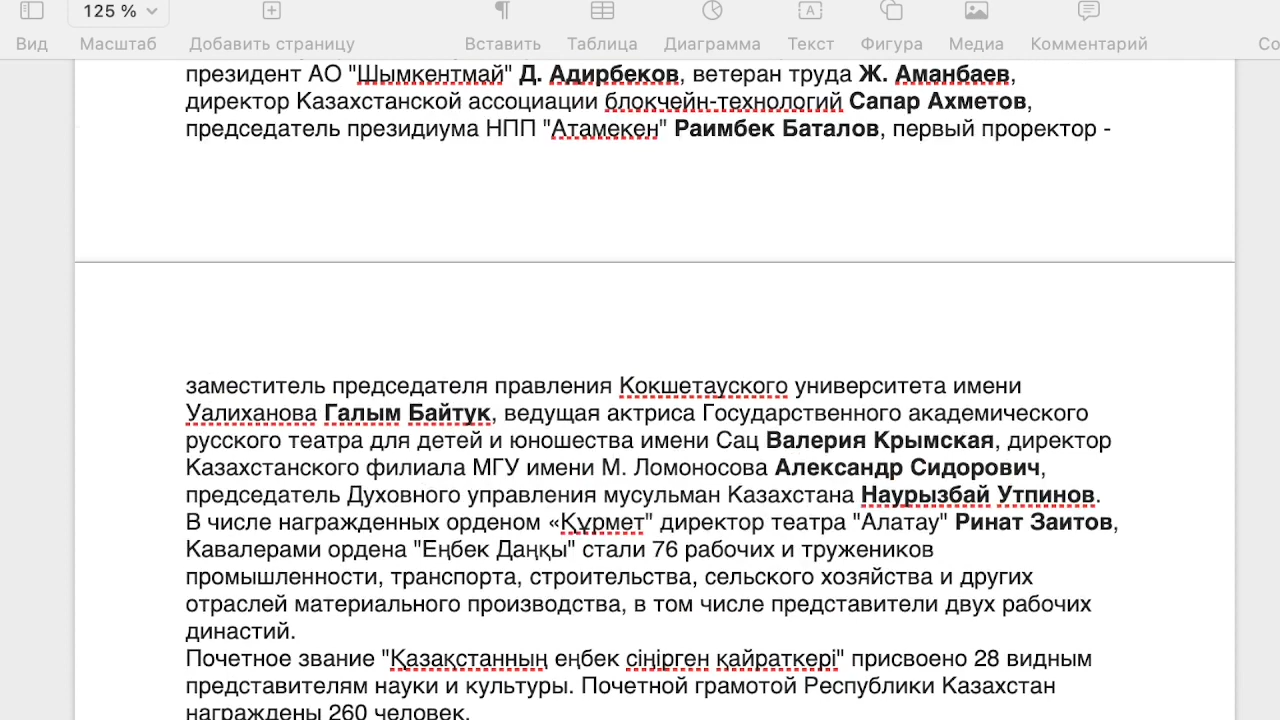 125 %
Вид
Масштаб
Добавить страницу
Вставить
Таблица
Диаграмма
Текст
Фигура
Медиа
Комментарий
президент АО "Шымкентмай" Д. Адирбеков, ветеран труда Ж. Аманбаев,
директор Казахстанской ассоциации блокчейн-технологий Сапар Ахметов,
председатель президиума НПП "Атамекен" Раимбек Баталов, первый проректор -
заместитель председателя правления Кокшетауского университета имени
Уалиханова Галым Байтук, ведущая актриса Государственного академического
русского театра для детей и юношества имени Сац Валерия Крымская, директор
Казахстанского филиала МГУ имени М. Ломоносова Александр Сидорович,
председатель Духовного управления мусульман Казахстана Наурызбай Утпинов.
В числе награжденных орденом «Құрмет" директор театра "Алатау" Ринат Заитов,
Кавалерами ордена "Еңбек Даңқы" стали 76 рабочих и тружеников
промышленности, транспорта, строительства, сельского хозяйства и других
отраслей материального производства, в том числе представители двух рабочих
династий.
Почетное звание "Қазақстанның еңбек сіңірген қайраткері" присвоено 28 видным
представителям науки и культуры. Почетной грамотой Республики Казахстан
награждены 260 человек.